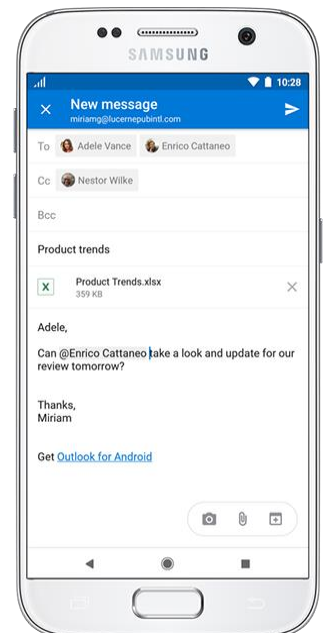 SAMSUNG
10:28
New message
miriamg@lucernepubintl.com
To Adele Vance Enrico Cattaneo
Cc Nestor Wilke
Bcc
Product trends
X Product Trends.xlsx
359 KB
Adele,
Can @Enrico Cattaneo take a look and update for our
review tomorrow?
Thanks,
Miriam
Get Outlook for Android